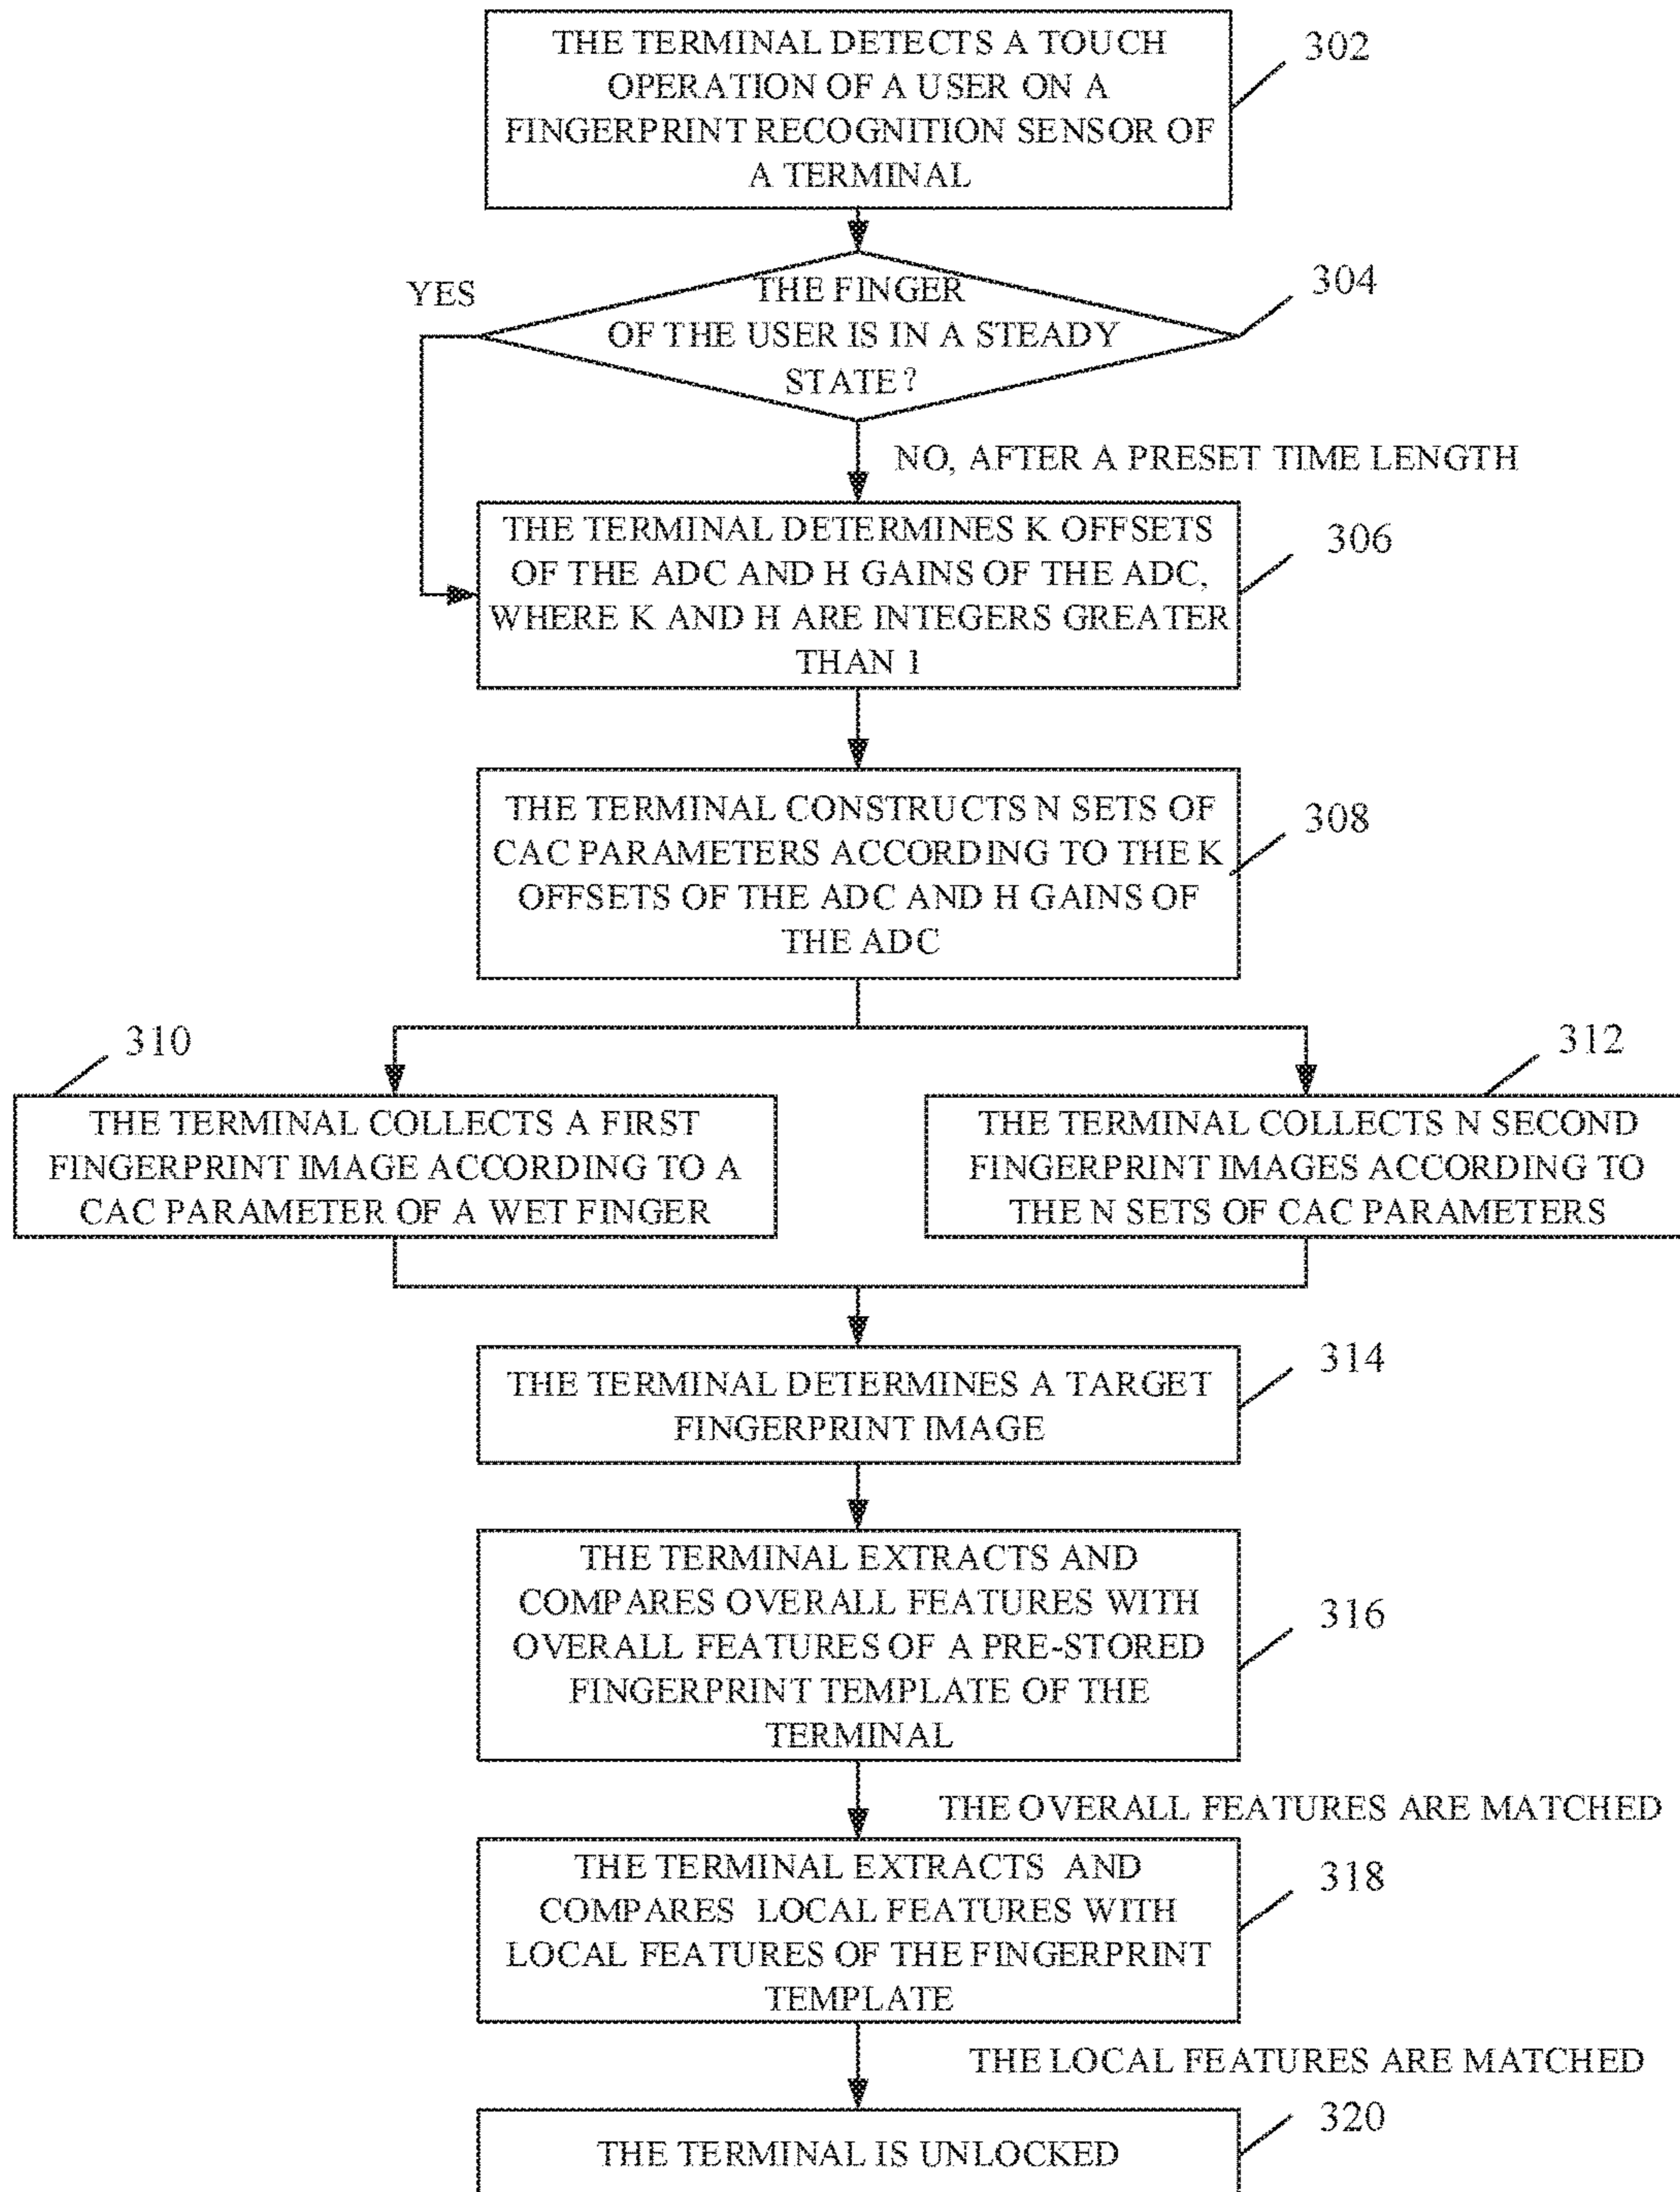 THE TERMINAL DETECTS A TOUCH
OPERATION OF A USER ON A
FINGERPRINT RECOGNITION SENSOR OF
A TERMINAL
302
YES
THE FINGER
OF THE USER IS IN A STEADY
STATE?
304
NO, AFTER A PRESET TIME LENGTH
THE TERMINAL DETERMINES K OFFSETS
OF THE ADC AND H GAINS OF THE ADC,
WHERE K AND H ARE INTEGERS GREATER
THAN 1
306
THE TERMINAL CONSTRUCTS N SETS OF
CAC PARAMETERS ACCORDING TO THE K
OFFSETS OF THE ADC AND H GAINS OF
THE ADC
308
310
THE TERMINAL COLLECTS A FIRST
FINGERPRINT IMAGE ACCORDING TO A
CAC PARAMETER OF A WET FINGER
312
THE TERMINAL COLLECTS N SECOND
FINGERPRINT IMAGES ACCORDING TO
THE N SETS OF CAC PARAMETERS
THE TERMINAL DETERMINES A TARGET
FINGERPRINT IMAGE
314
THE TERMINAL EXTRACTS AND
COMPARES OVERALL FEATURES WITH
OVERALL FEATURES OF A PRE-STORED
FINGERPRINT TEMPLATE OF THE
TERMINAL
316
THE OVERALL FEATURES ARE MATCHED
THE TERMINAL EXTRACTS AND
COMPARES LOCAL FEATURES WITH
LOCAL FEATURES OF THE FINGERPRINT
TEMPLATE
318
THE LOCAL FEATURES ARE MATCHED
THE TERMINAL IS UNLOCKED
320